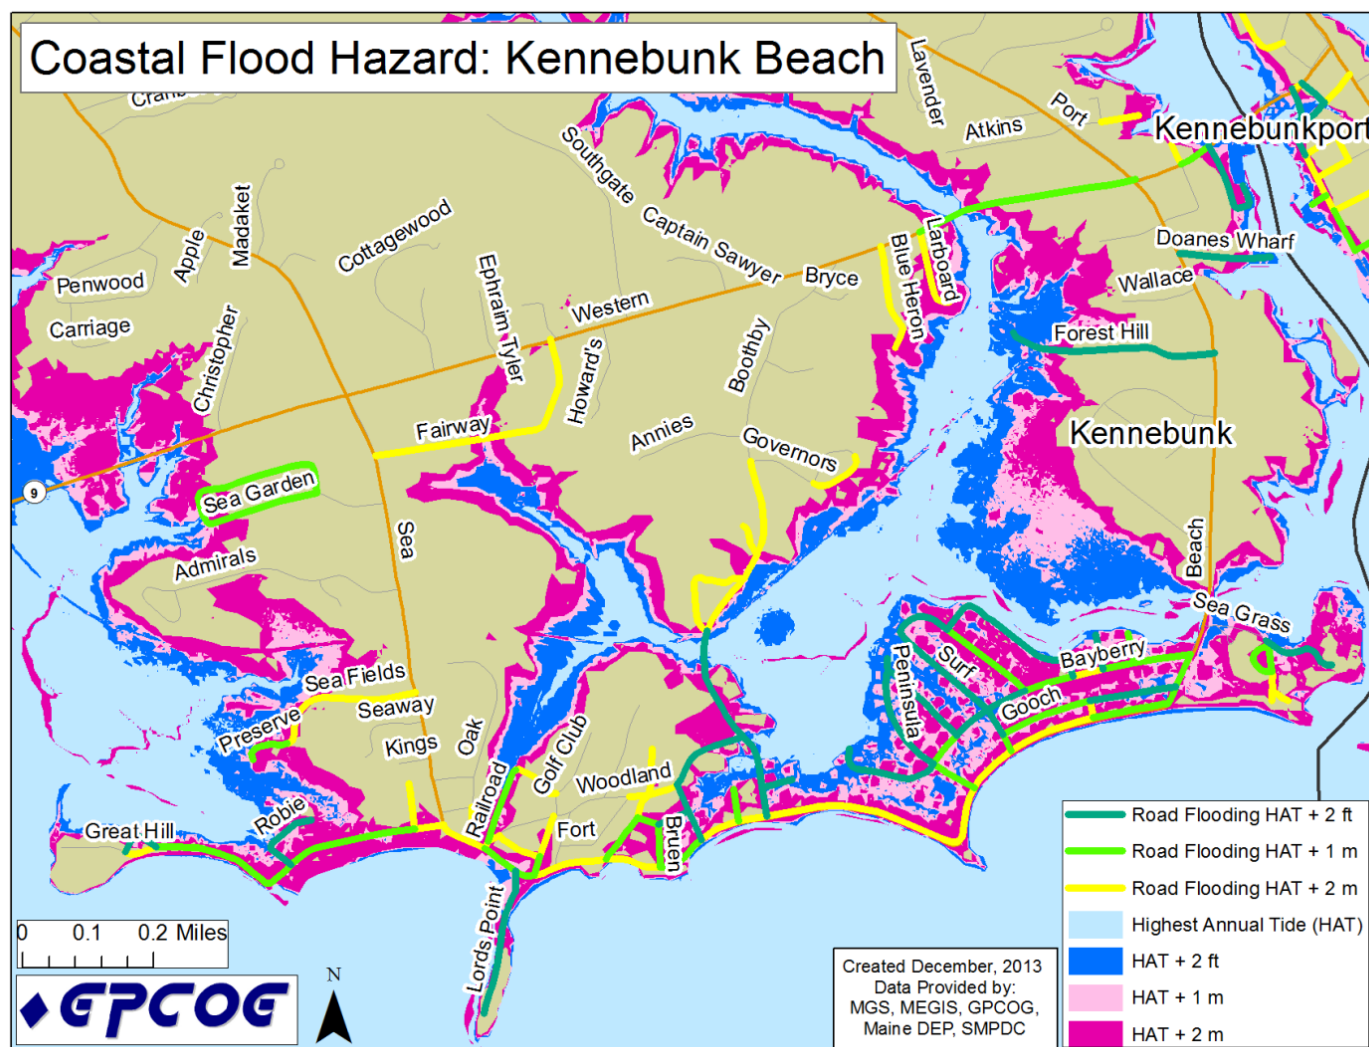 Coastal Flood Hazard: Kennebunk Beach
Lavender
Port
Atkins
Kennebunkport
Southgate
Madaket
Apple
Cottagewood
Captain Sawyer
Larboard
Doanes Wharf
Penwood
Ephraim Tyler
Bryce
Blue Heron
Wallace
Carriage
Christopher
Western
Howard's
Boothby
Forest Hill
Fairway
Annies
Governors
Kennebunk
9
Sea Garden
Sea
Admirals
Beach
Sea Grass
Sea Fields
Seaway
Preserve
Kings
Oak
Golf Club
Peninsula
Surf
Bayberry
Gooch
Woodland
Railroad
Great Hill
Robie
Fort
Bruen
Lords Point
Road Flooding HAT + 2 ft
Road Flooding HAT + 1 m
Road Flooding HAT + 2 m
Highest Annual Tide (HAT)
HAT + 2 ft
HAT + 1 m
HAT + 2 m
0 0.1 0.2 Miles
GPCOG
N
Created December, 2013
Data Provided by:
MGS, MEGIS, GPCOG,
Maine DEP, SMPDC